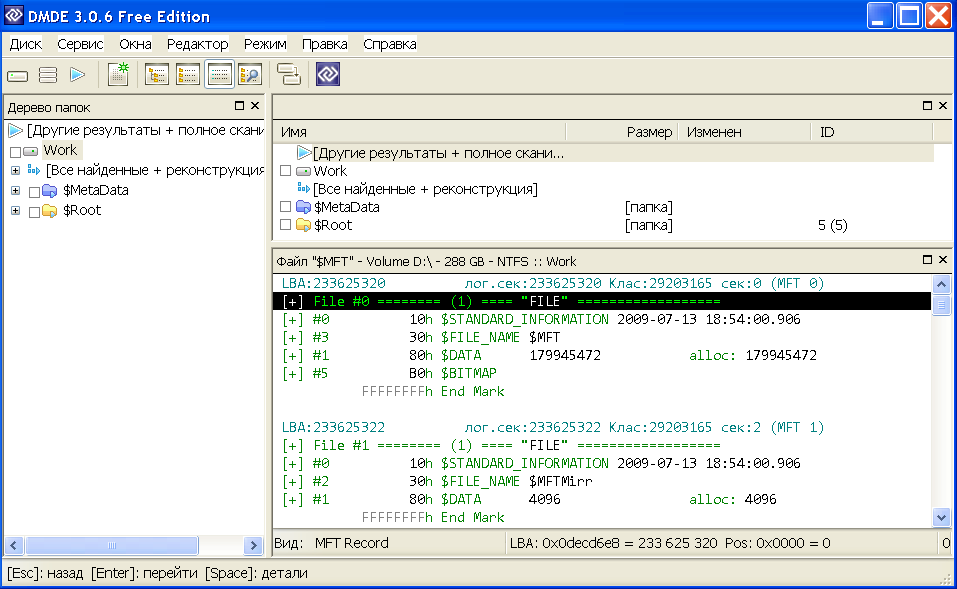 DMDE 3.0.6 Free Edition
Диск Сервис Окна Редактор Режим Правка Справка
Дерево папок
[Другие результаты + полное скани
Work
[Все найденные + реконструкция
$MetaData
$Root
Имя Размер Изменен ID
[Другие результаты + полное скани...
Work
[Все найденные + реконструкция]
$MetaData [папка]
$Root [папка] 5 (5)
Файл "$MFT" - Volume D:\ - 288 GB - NTFS :: Work
LBA:233625320 лог.сек:233625320 Клас:29203165 сек:0 (MFT 0)
[+] File #0 ======== (1) ==== "FILE" ==================
[+] #0 10h $STANDARD_INFORMATION 2009-07-13 18:54:00.906
[+] #3 30h $FILE_NAME $MFT
[+] #1 80h $DATA 179945472 alloc: 179945472
[+] #5 B0h $BITMAP
FFFFFFFFh End Mark
LBA:233625322 лог.сек:233625322 Клас:29203165 сек:2 (MFT 1)
[+] File #1 ======== (1) ==== "FILE" ==================
[+] #0 10h $STANDARD_INFORMATION 2009-07-13 18:54:00.906
[+] #2 30h $FILE_NAME $MFTMirr
[+] #1 80h $DATA 4096 alloc: 4096
FFFFFFFFh End Mark
Вид: MFT Record LBA: 0x0decd6e8 = 233 625 320 Pos: 0x0000 = 0 0
[Esc]: назад [Enter]: перейти [Space]: детали